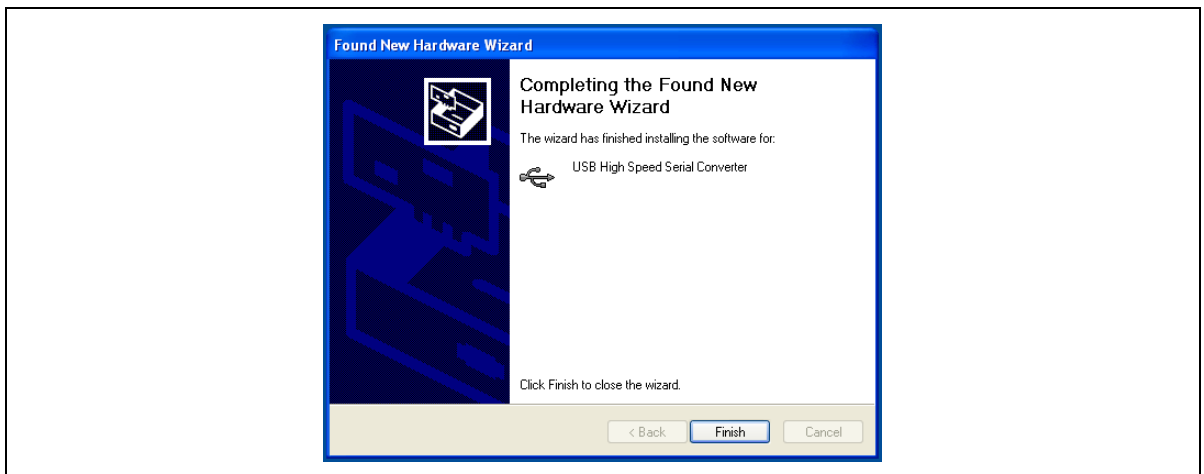 Found New Hardware Wizard
Completing the Found New
Hardware Wizard
The wizard has finished installing the software for:
USB High Speed Serial Converter
Click Finish to close the wizard.
< Back Finish Cancel